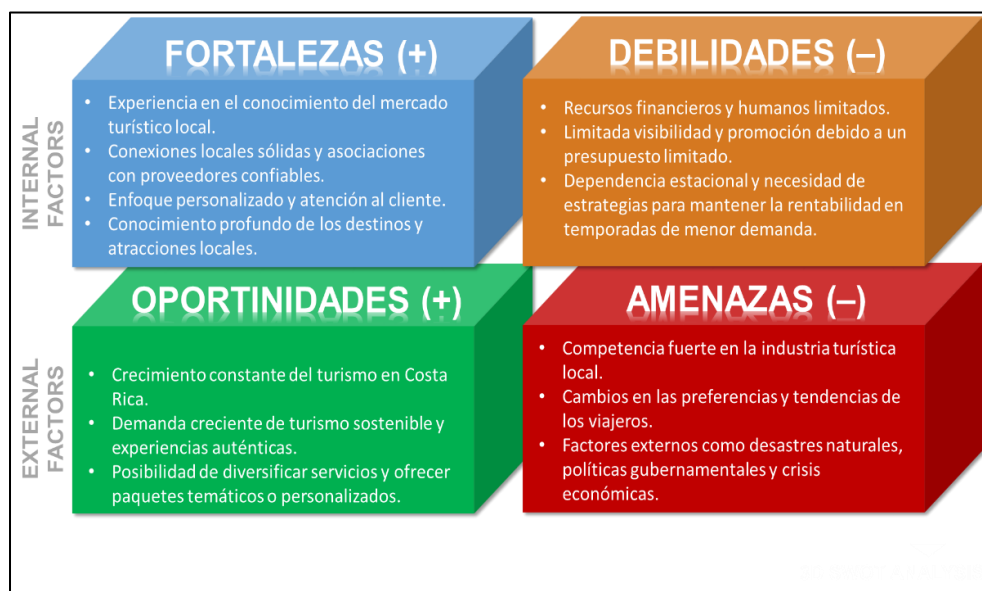 INTERNAL
FACTORS
FORTALEZAS (+)
• Experiencia en el conocimiento del mercado
turístico local.
• Conexiones locales sólidas y asociaciones
con proveedores confiables.
• Enfoque personalizado y atención al cliente.
• Conocimiento profundo de los destinos y
atracciones locales.
DEBILIDADES (–)
• Recursos financieros y humanos limitados.
• Limitada visibilidad y promoción debido a un
presupuesto limitado.
• Dependencia estacional y necesidad de
estrategias para mantener la rentabilidad en
temporadas de menor demanda.
EXTERNAL
FACTORS
OPORTINIDADES (+)
• Crecimiento constante del turismo en Costa
Rica.
• Demanda creciente de turismo sostenible y
experiencias auténticas.
• Posibilidad de diversificar servicios y ofrecer
paquetes temáticos o personalizados.
AMENAZAS (–)
• Competencia fuerte en la industria turística
local.
• Cambios en las preferencias y tendencias de
los viajeros.
• Factores externos como desastres naturales,
políticas gubernamentales y crisis
económicas.